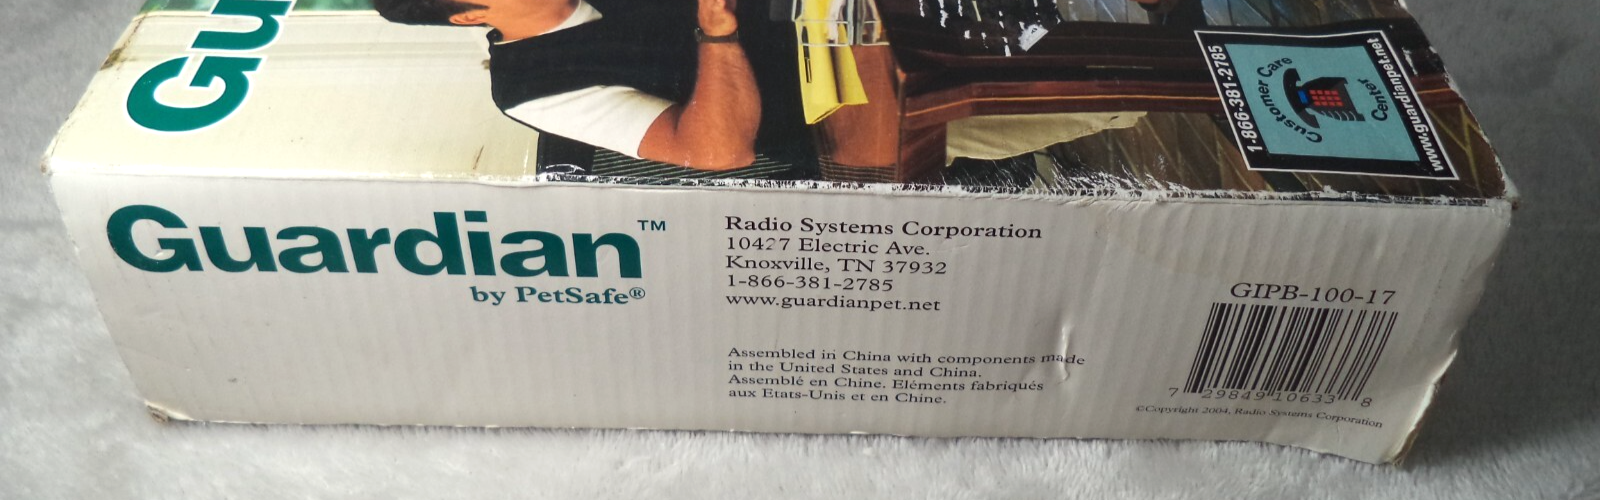 Gu
1-866-381-2785
Customer Care
Center
www.guardianpet.net
Guardian™
by PetSafe®
Radio Systems Corporation
10427 Electric Ave.
Knoxville, TN 37932
1-866-381-2785
www.guardianpet.net
Assembled in China with components made
in the United States and China.
Assemblé en Chine. Eléments fabriqués
aux Etats-Unis et en Chine.
GIPB-100-17
7 29849 10633 8
©Copyright 2004, Radio Systems Corporation